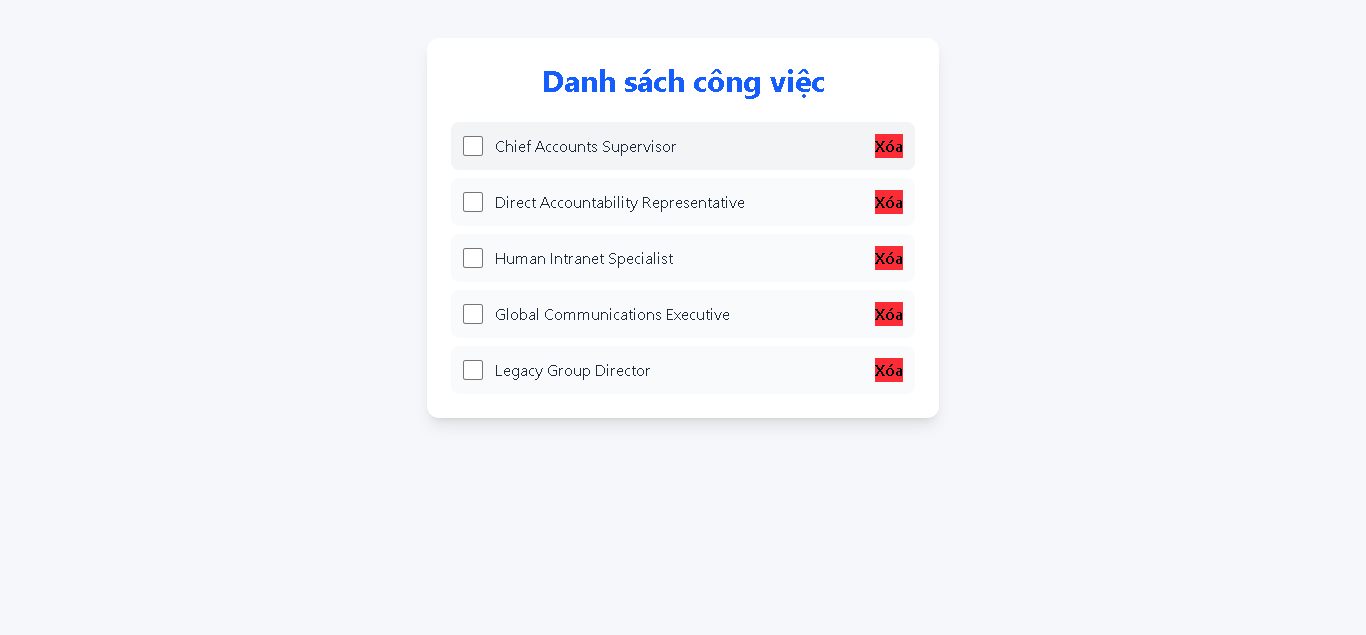 Danh sách công việc
Chief Accounts Supervisor Xóa
Direct Accountability Representative Xóa
Human Intranet Specialist Xóa
Global Communications Executive Xóa
Legacy Group Director Xóa